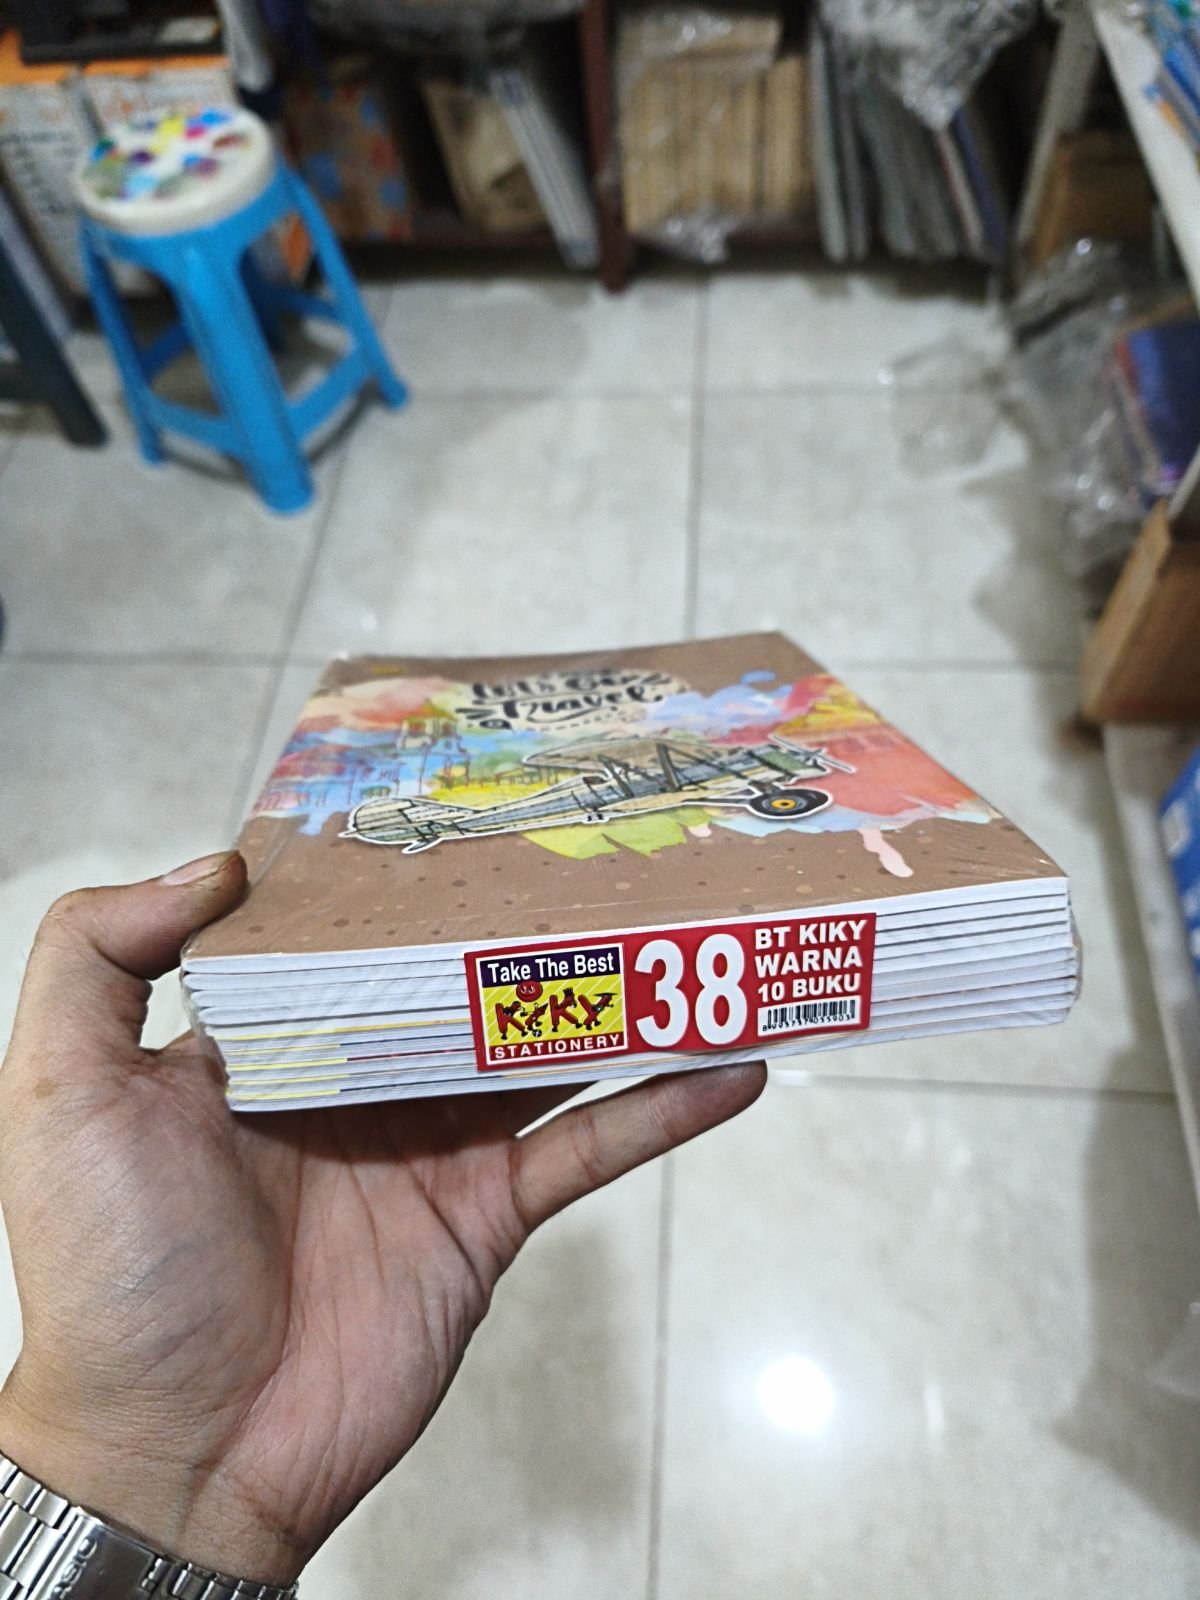 Let's Go
Travel
Take The Best
KIKY
STATIONERY
38
BT KIKY
WARNA
10 BUKU